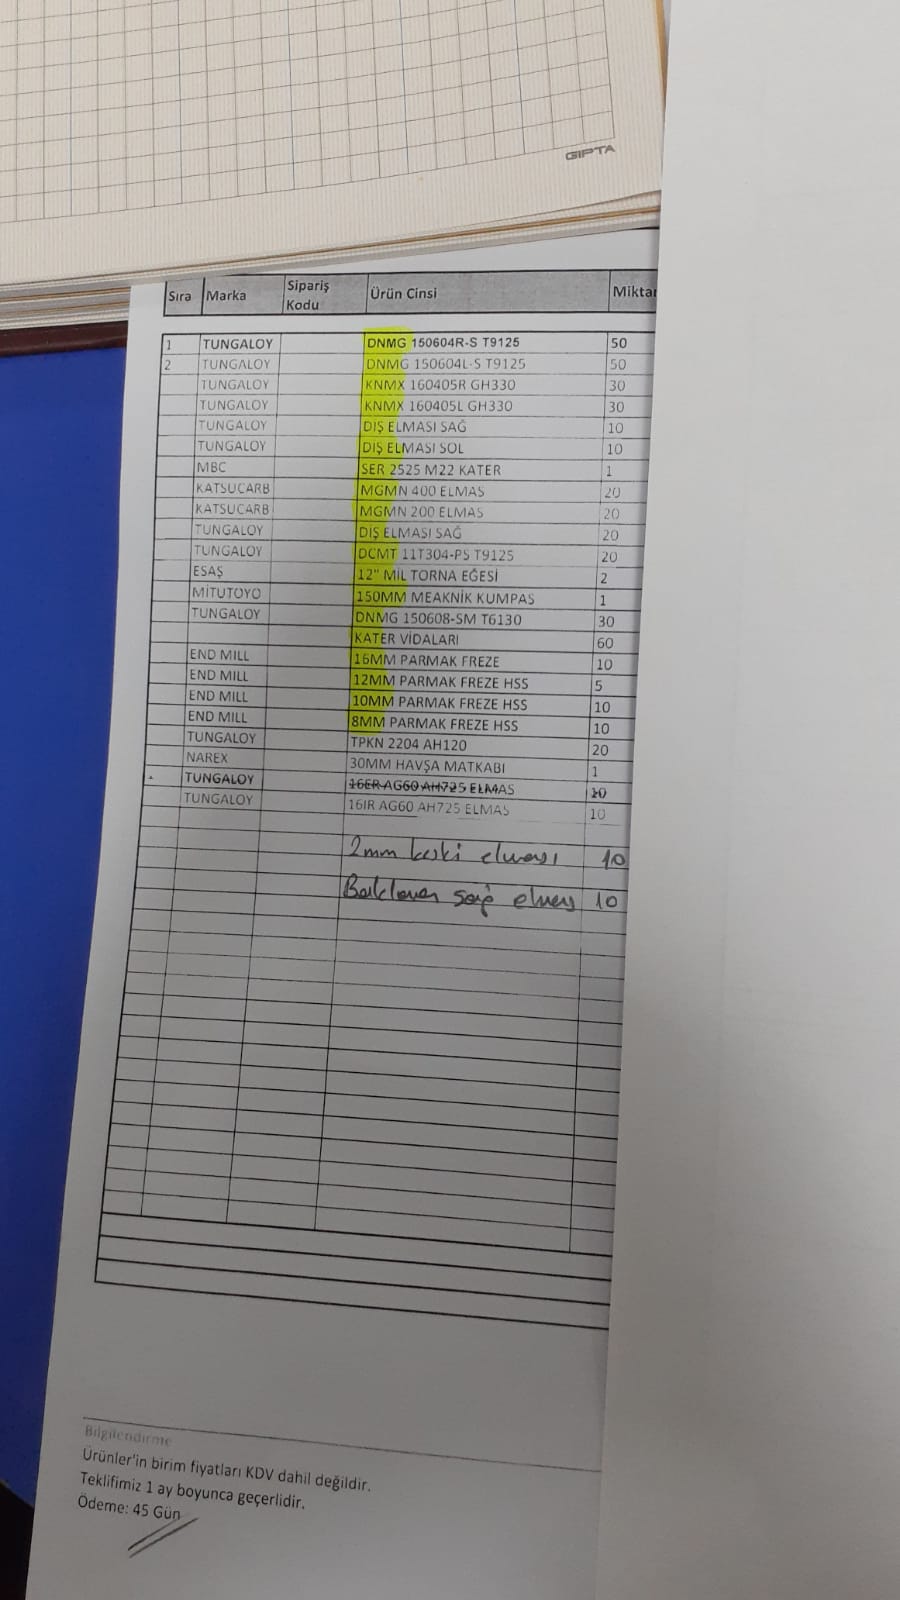 GIPTA
Sıra Marka Sipariş Kodu Ürün Cinsi Miktar
1 TUNGALOY DNMG 150604R-S T9125 50
2 TUNGALOY DNMG 150604L-S T9125 50
TUNGALOY KNMX 160405R GH330 30
TUNGALOY KNMX 160405L GH330 30
TUNGALOY DIŞ ELMASI SAĞ 10
TUNGALOY DIŞ ELMASI SOL 10
MBC SER 2525 M22 KATER 1
KATSUCARB MGMN 400 ELMAS 20
KATSUCARB MGMN 200 ELMAS 20
TUNGALOY DIŞ ELMASI SAĞ 20
TUNGALOY DCMT 11T304-PS T9125 20
ESAŞ 12" MİL TORNA EĞESİ 2
MİTUTOYO 150MM MEAKNİK KUMPAS 1
TUNGALOY DNMG 150608-SM T6130 30
KATER VİDALARI 60
END MILL 16MM PARMAK FREZE 10
END MILL 12MM PARMAK FREZE HSS 5
END MILL 10MM PARMAK FREZE HSS 10
END MILL 8MM PARMAK FREZE HSS 10
TUNGALOY TPKN 2204 AH120 20
NAREX 30MM HAVŞA MATKABI 1
TUNGALOY 16ER AG60 AH725 ELMAS 10
TUNGALOY 16IR AG60 AH725 ELMAS 10
2mm keski elması 10
sağ elmas 10
Bilgilendirme
Ürünler'in birim fiyatları KDV dahil değildir.
Teklifimiz 1 ay boyunca geçerlidir.
Ödeme: 45 Gün